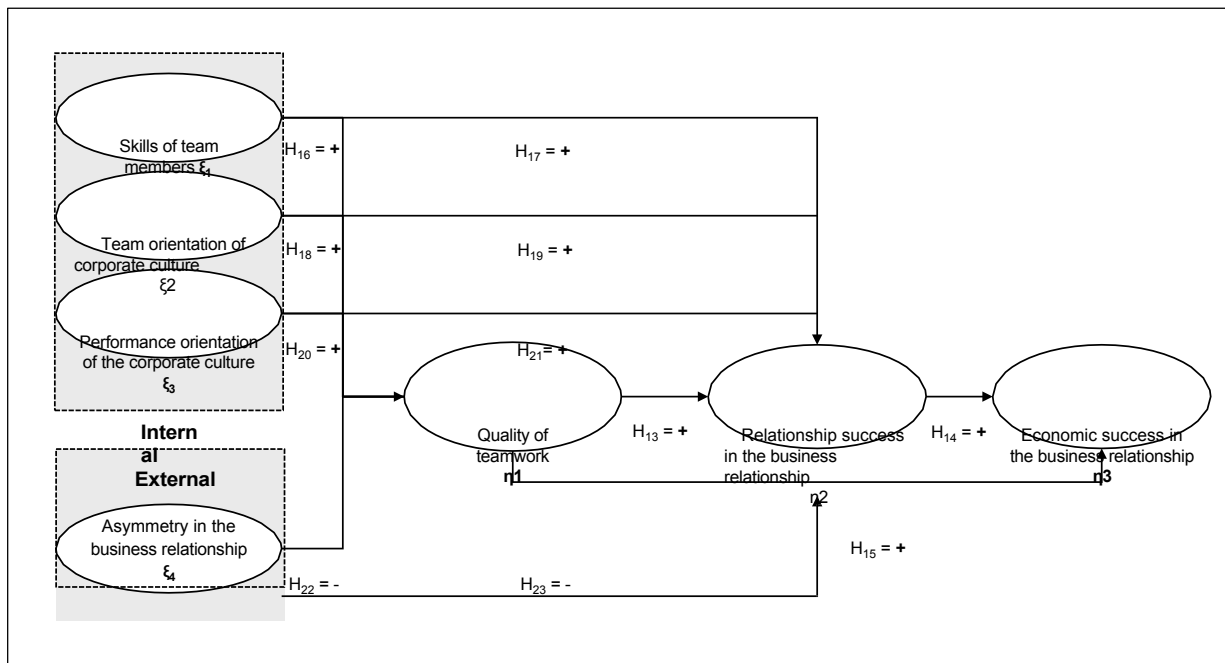 Skills of team
members ξ1
H16 = +
H17 = +
Team orientation of
corporate culture
ξ2
H18 = +
H19 = +
Performance orientation
of the corporate culture
ξ3
H20 = +
H21 = +
Intern
al
External
Quality of
teamwork
η1
H13 = +
Relationship success
in the business
relationship
η2
H14 = +
Economic success in
the business relationship
η3
Asymmetry in the
business relationship
ξ4
H15 = +
H22 = -
H23 = -